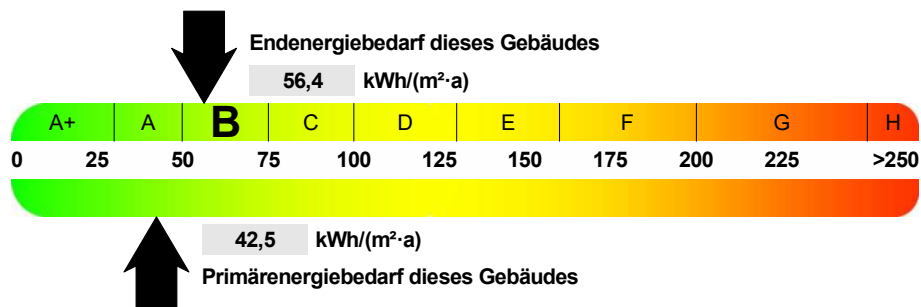 Endenergiebedarf dieses Gebäudes
56,4 kWh/(m²·a)
A+ A B C D E F G H
0 25 50 75 100 125 150 175 200 225 >250
42,5 kWh/(m²·a)
Primärenergiebedarf dieses Gebäudes